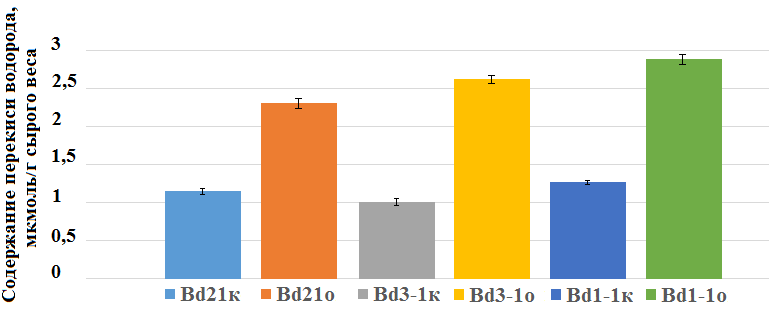 Содержание перекиси водорода,
мкмоль/г сырого веса
3
2,5
2
1,5
1
0,5
0
Bd21к Bd21о Bd3-1к Bd3-1о Bd1-1к Bd1-1о